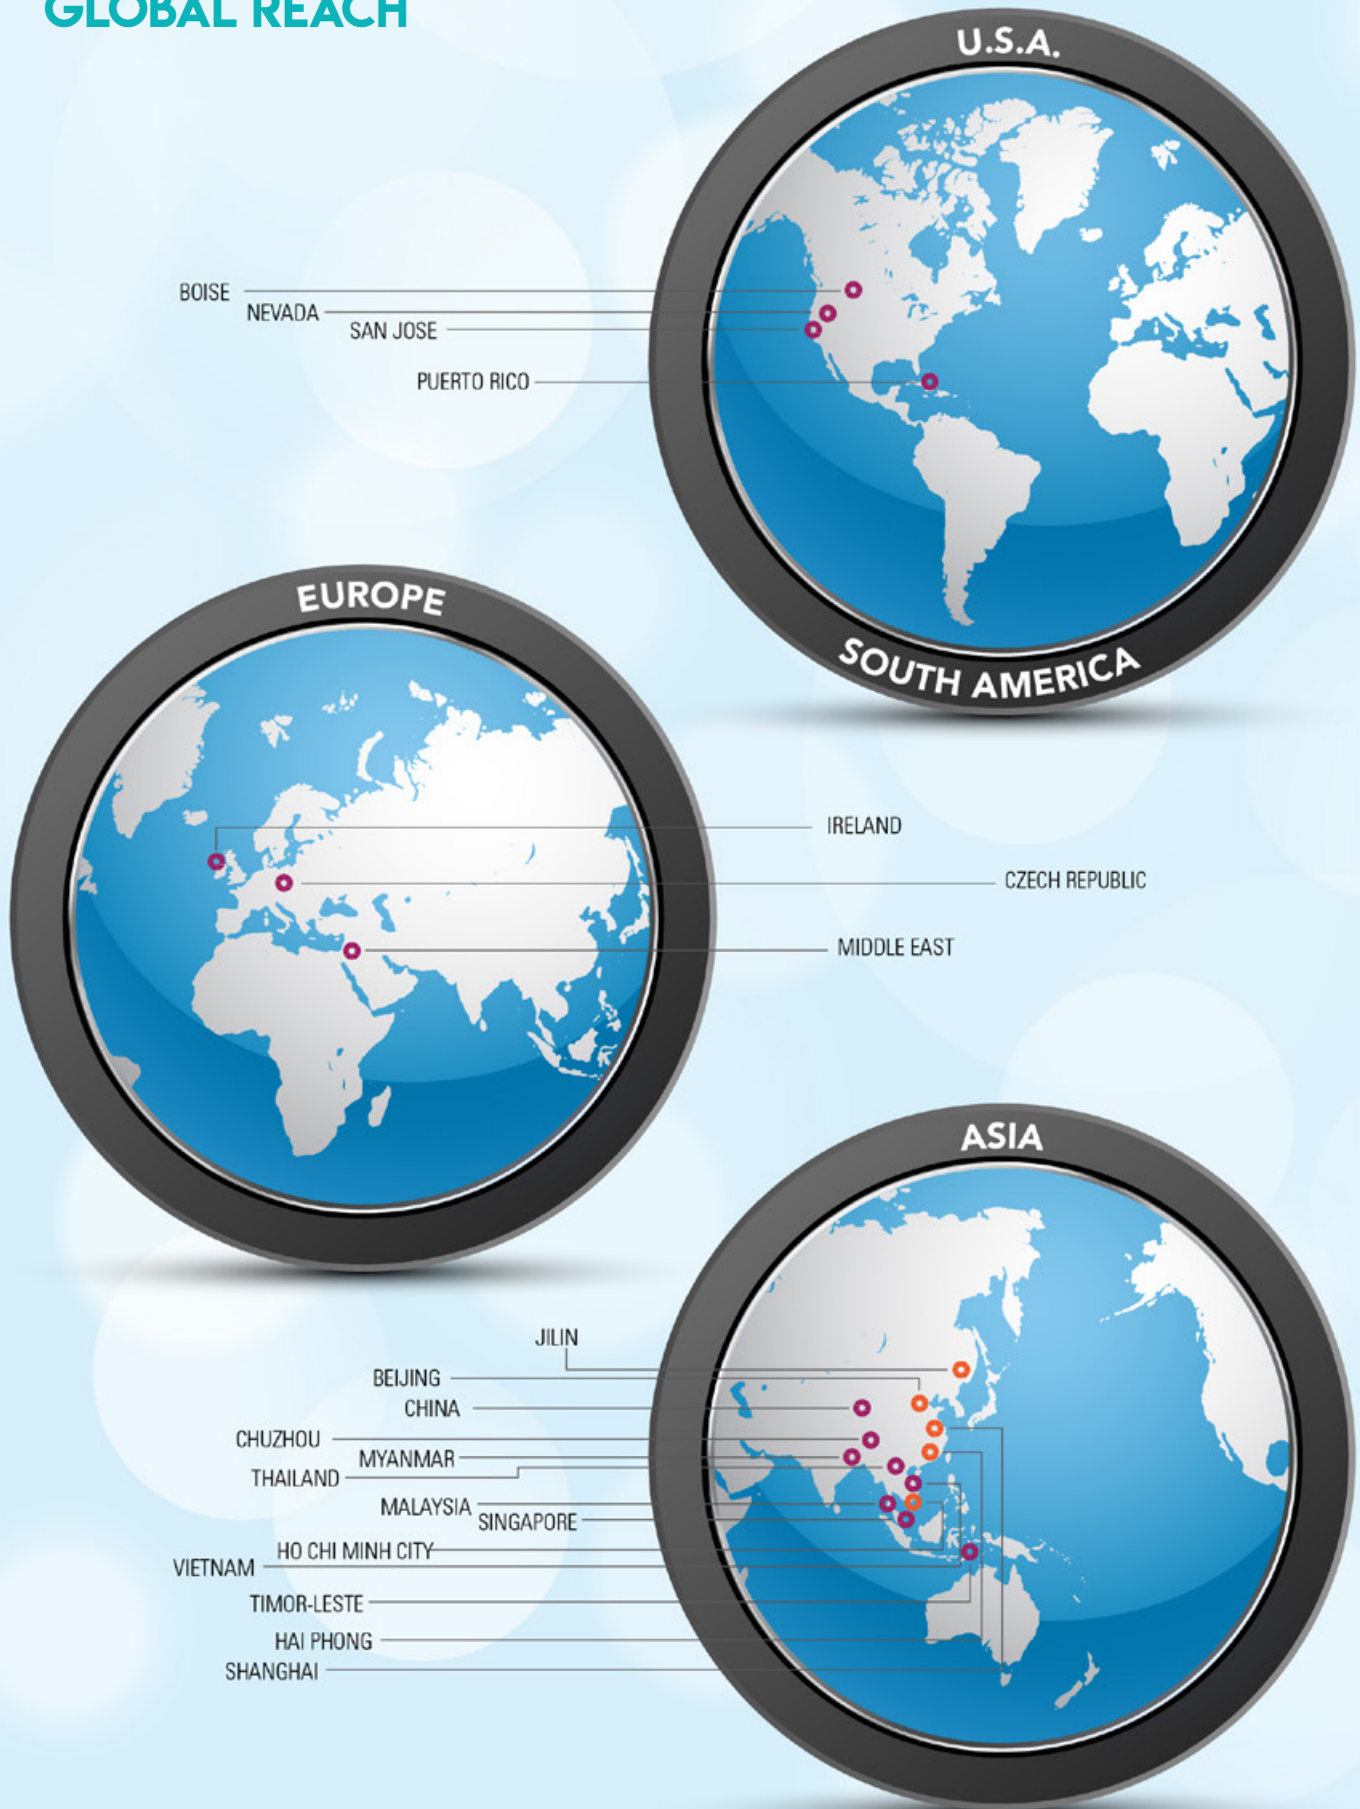 GLOBAL REACH
U.S.A.
BOISE
NEVADA
SAN JOSE
PUERTO RICO
SOUTH AMERICA
EUROPE
IRELAND
CZECH REPUBLIC
MIDDLE EAST
ASIA
JILIN
BEIJING
CHINA
CHUZHOU
MYANMAR
THAILAND
MALAYSIA
SINGAPORE
HO CHI MINH CITY
VIETNAM
TIMOR-LESTE
HAI PHONG
SHANGHAI